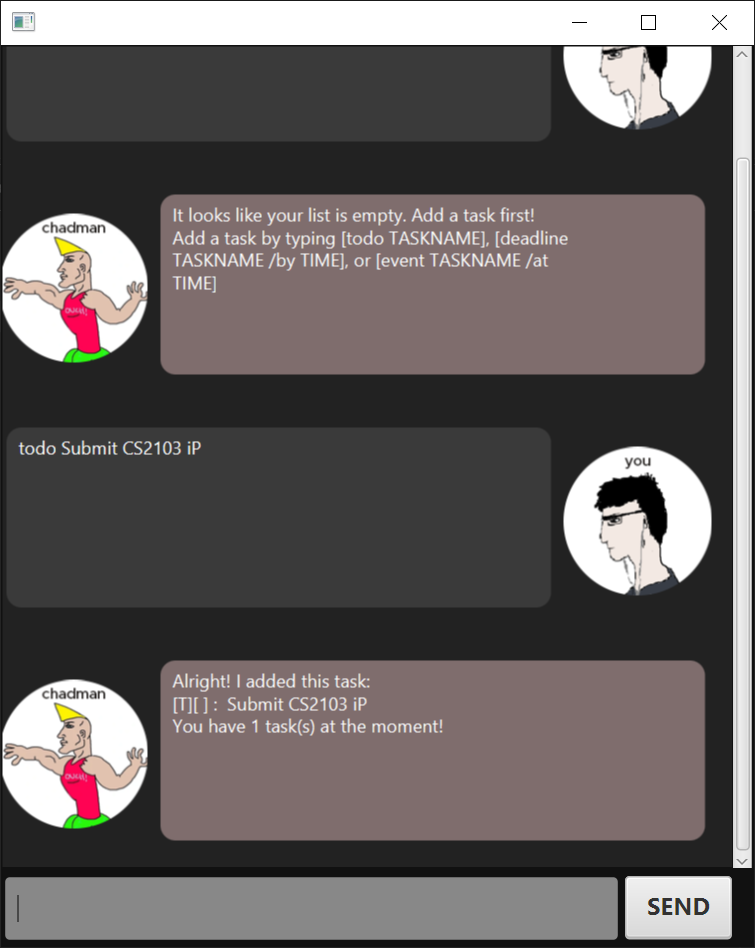 chadman
It looks like your list is empty. Add a task first!
Add a task by typing [todo TASKNAME], [deadline
TASKNAME /by TIME], or [event TASKNAME /at
TIME]
todo Submit CS2103 iP
you
chadman
Alright! I added this task:
[T][ ] :  Submit CS2103 iP
You have 1 task(s) at the moment!
SEND